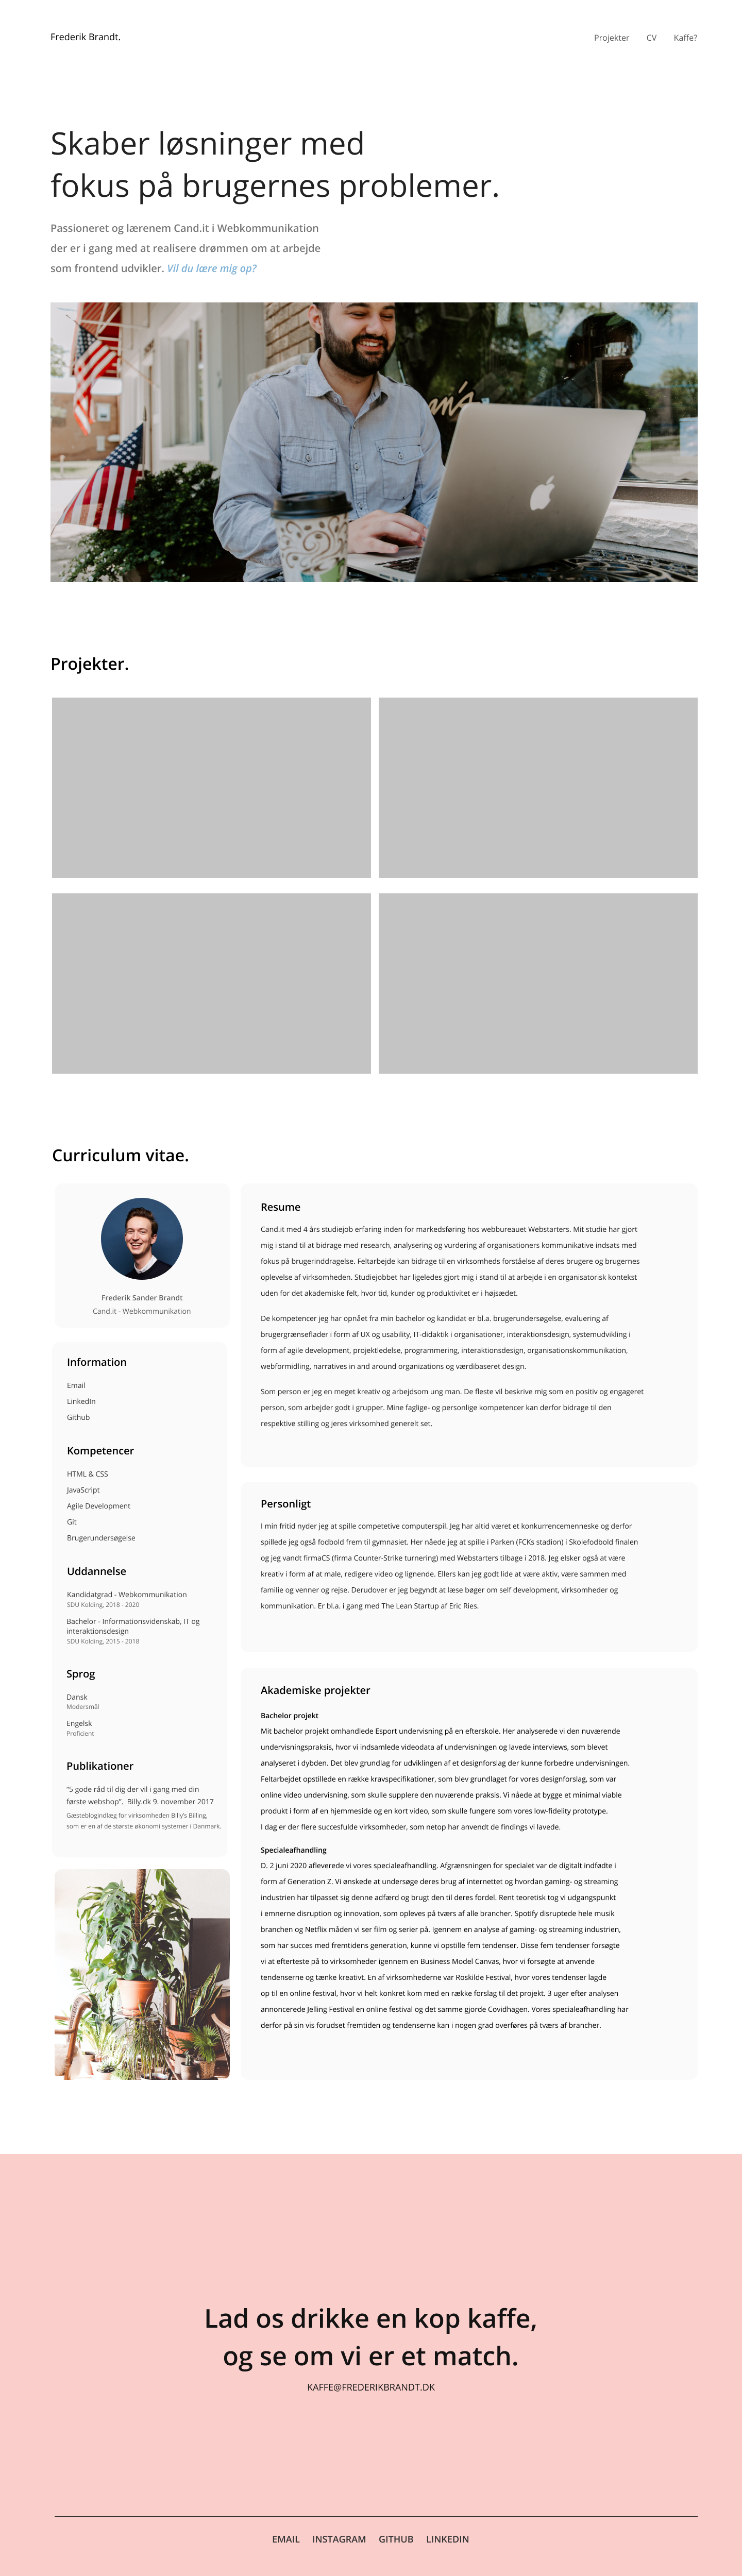 Frederik Brandt.
Projekter CV Kaffe?
Skaber løsninger med
fokus på brugernes problemer.
Passioneret og lærenem Cand.it i Webkommunikation
der er i gang med at realisere drømmen om at arbejde
som frontend udvikler. Vil du lære mig op?
Projekter.
Curriculum vitae.
Frederik Sander Brandt
Cand.it - Webkommunikation
Information
Email
LinkedIn
Github
Kompetencer
HTML & CSS
JavaScript
Agile Development
Git
Brugerundersøgelse
Uddannelse
Kandidatgrad - Webkommunikation
SDU Kolding, 2018 - 2020
Bachelor - Informationsvidenskab, IT og
interaktionsdesign
SDU Kolding, 2015 - 2018
Sprog
Dansk
Modersmål
Engelsk
Proficient
Publikationer
"5 gode råd til dig der vil i gang med din
første webshop". Billy.dk 9. november 2017
Gæsteblogindlæg for virksomheden Billy's Billing,
som er en af de største økonomi systemer i Danmark.
Resume
Cand.it med 4 års studiejob erfaring inden for markedsføring hos webbureauet Webstarters. Mit studie har gjort
mig i stand til at bidrage med research, analysering og vurdering af organisationers kommunikative indsats med
fokus på brugerinddragelse. Feltarbejde kan bidrage til en virksomheds forståelse af deres brugere og brugernes
oplevelse af virksomheden. Studiejobbet har ligeledes gjort mig i stand til at arbejde i en organisatorisk kontekst
uden for det akademiske felt, hvor tid, kunder og produktivitet er i højsædet.
De kompetencer jeg har opnået fra min bachelor og kandidat er bl.a. brugerundersøgelse, evaluering af
brugergrænseflader i form af UX og usability, IT-didaktik i organisationer, interaktionsdesign, systemudvikling i
form af agile development, projektledelse, programmering, interaktionsdesign, organisationskommunikation,
webformidling, narratives in and around organizations og værdibaseret design.
Som person er jeg en meget kreativ og arbejdsom ung man. De fleste vil beskrive mig som en positiv og engageret
person, som arbejder godt i grupper. Mine faglige- og personlige kompetencer kan derfor bidrage til den
respektive stilling og jeres virksomhed generelt set.
Personligt
I min fritid nyder jeg at spille competetive computerspil. Jeg har altid været et konkurrencemenneske og derfor
spillede jeg også fodbold frem til gymnasiet. Her nåede jeg at spille i Parken (FCKs stadion) i Skolefodbold finalen
og jeg vandt firmaCS (firma Counter-Strike turnering) med Webstarters tilbage i 2018. Jeg elsker også at være
kreativ i form af at male, redigere video og lignende. Ellers kan jeg godt lide at være aktiv, være sammen med
familie og venner og rejse. Derudover er jeg begyndt at læse bøger om self development, virksomheder og
kommunikation. Er bl.a. i gang med The Lean Startup af Eric Ries.
Akademiske projekter
Bachelor projekt
Mit bachelor projekt omhandlede Esport undervisning på en efterskole. Her analyserede vi den nuværende
undervisningspraksis, hvor vi indsamlede videodata af undervisningen og lavede interviews, som blevet
analyseret i dybden. Det blev grundlag for udviklingen af et designforslag der kunne forbedre undervisningen.
Feltarbejdet opstillede en række kravspecifikationer, som blev grundlaget for vores designforslag, som var
online video undervisning, som skulle supplere den nuværende praksis. Vi nåede at bygge et minimal viable
produkt i form af en hjemmeside og en kort video, som skulle fungere som vores low-fidelity prototype.
I dag er der flere succesfulde virksomheder, som netop har anvendt de findings vi lavede.
Specialeafhandling
D. 2 juni 2020 afleverede vi vores specialeafhandling. Afgrænsningen for specialet var de digitalt indfødte i
form af Generation Z. Vi ønskede at undersøge deres brug af internettet og hvordan gaming- og streaming
industrien har tilpasset sig denne adfærd og brugt den til deres fordel. Rent teoretisk tog vi udgangspunkt
i emnerne disruption og innovation, som opleves på tværs af alle brancher. Spotify disruptede hele musik
branchen og Netflix måden vi ser film og serier på. Igennem en analyse af gaming- og streaming industrien,
som har succes med fremtidens generation, kunne vi opstille fem tendenser. Disse fem tendenser forsøgte
vi at efterteste på to virksomheder igennem en Business Model Canvas, hvor vi forsøgte at anvende
tendenserne og tænke kreativt. En af virksomhederne var Roskilde Festival, hvor vores tendenser lagde
op til en online festival, hvor vi helt konkret kom med en række forslag til det projekt. 3 uger efter analysen
annoncerede Jelling Festival en online festival og det samme gjorde Covidhagen. Vores specialeafhandling har
derfor på sin vis forudset fremtiden og tendenserne kan i nogen grad overføres på tværs af brancher.
Lad os drikke en kop kaffe,
og se om vi er et match.
KAFFE@FREDERIKBRANDT.DK
EMAIL INSTAGRAM GITHUB LINKEDIN